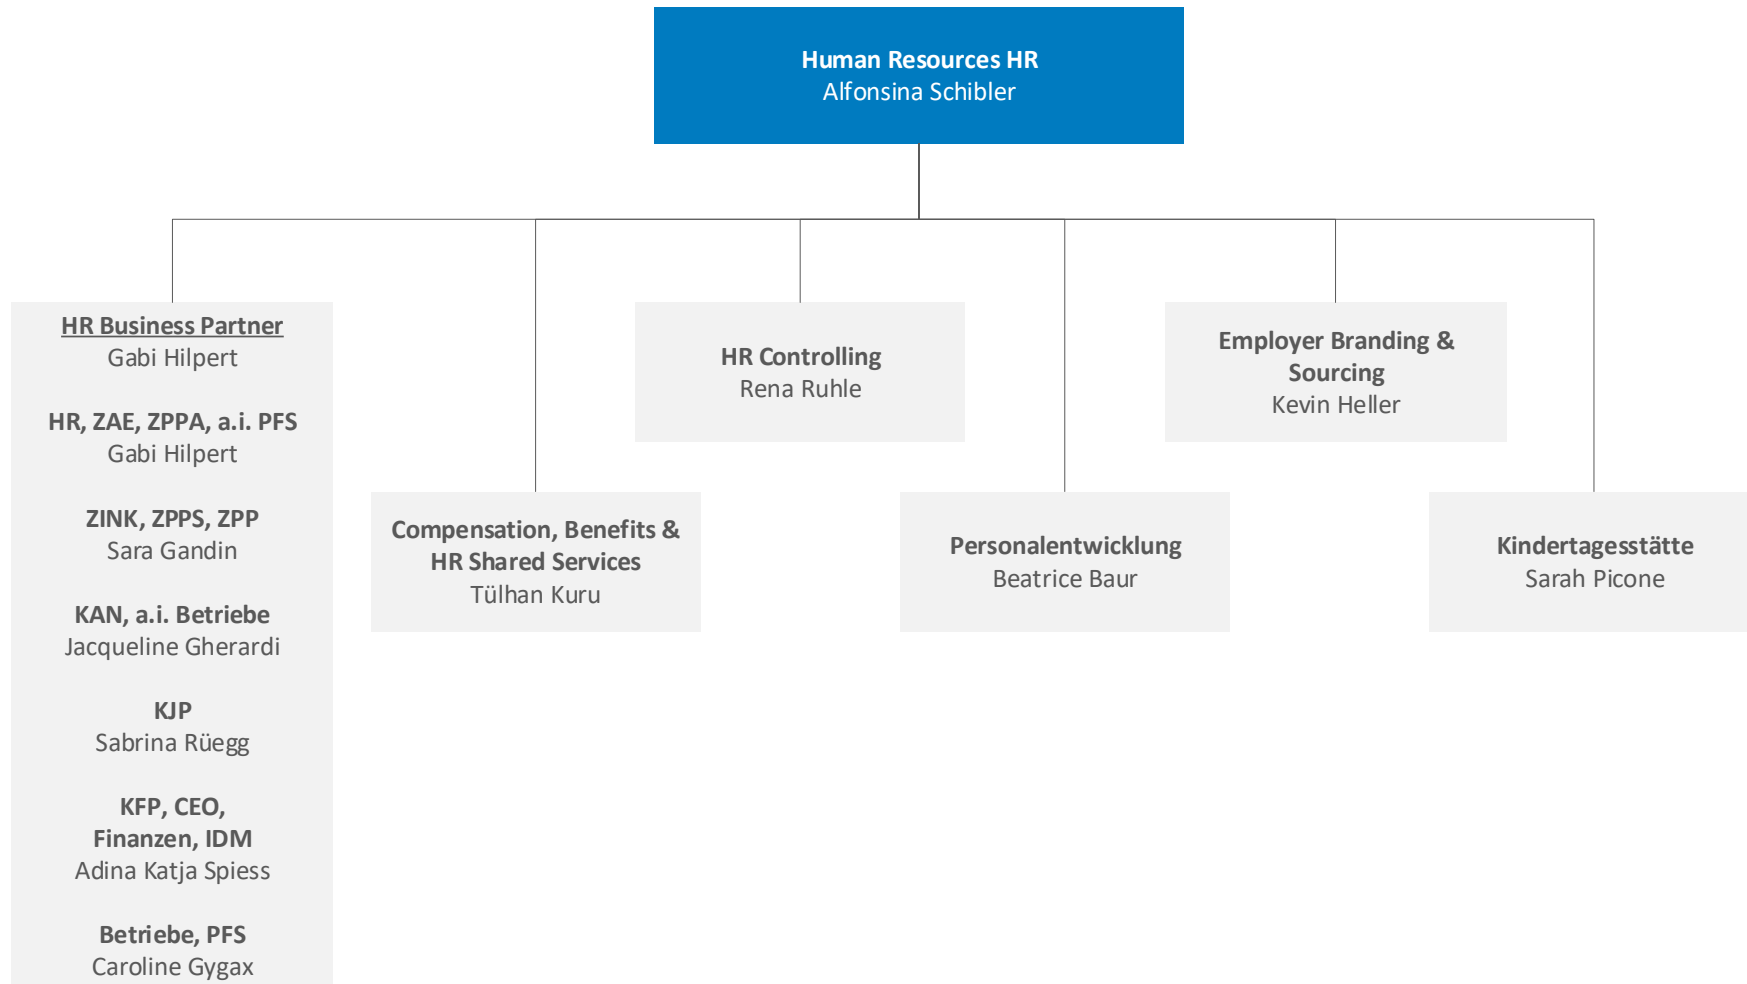 Human Resources HR
Alfonsina Schibler
HR Business Partner
Gabi Hilpert
HR, ZAE, ZPPA, a.i. PFS
Gabi Hilpert
ZINK, ZPPS, ZPP
Sara Gandin
KAN, a.i. Betriebe
Jacqueline Gherardi
KJP
Sabrina Rüegg
KFP, CEO,
Finanzen, IDM
Adina Katja Spiess
Betriebe, PFS
Caroline Gygax
Compensation, Benefits &
HR Shared Services
Tülhan Kuru
HR Controlling
Rena Ruhle
Personalentwicklung
Beatrice Baur
Employer Branding &
Sourcing
Kevin Heller
Kindertagesstätte
Sarah Picone